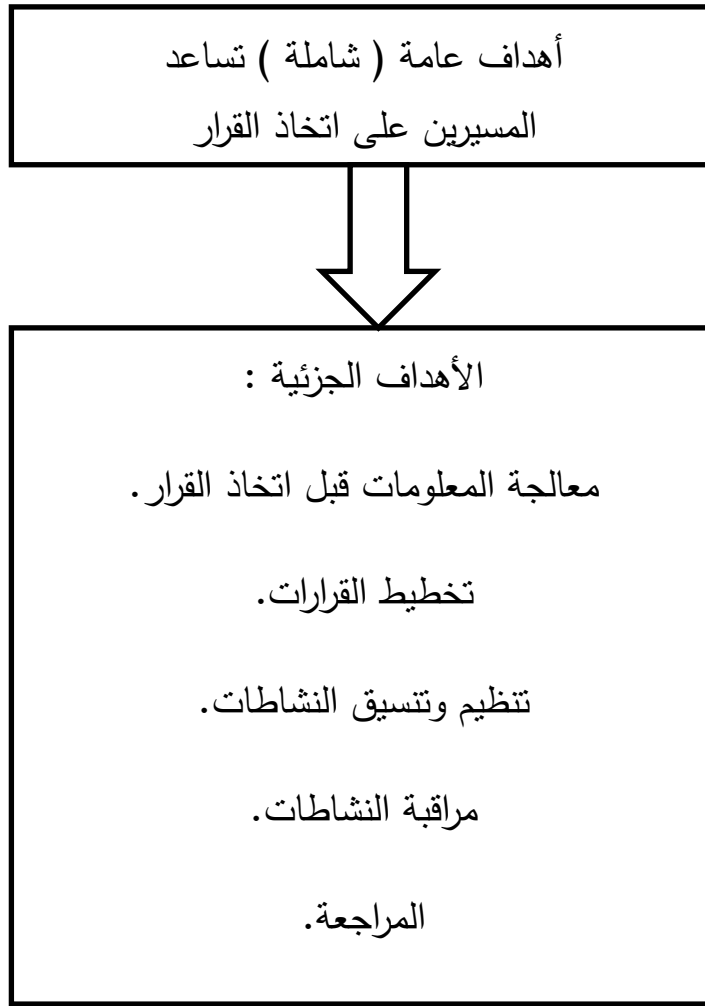 أهداف عامة ( شاملة ) تساعد
المسيرين على اتخاذ القرار
الأهداف الجزئية :
معالجة المعلومات قبل اتخاذ القرار.
تخطيط القرارات.
تنظيم وتنسيق النشاطات.
مراقبة النشاطات.
المراجعة.